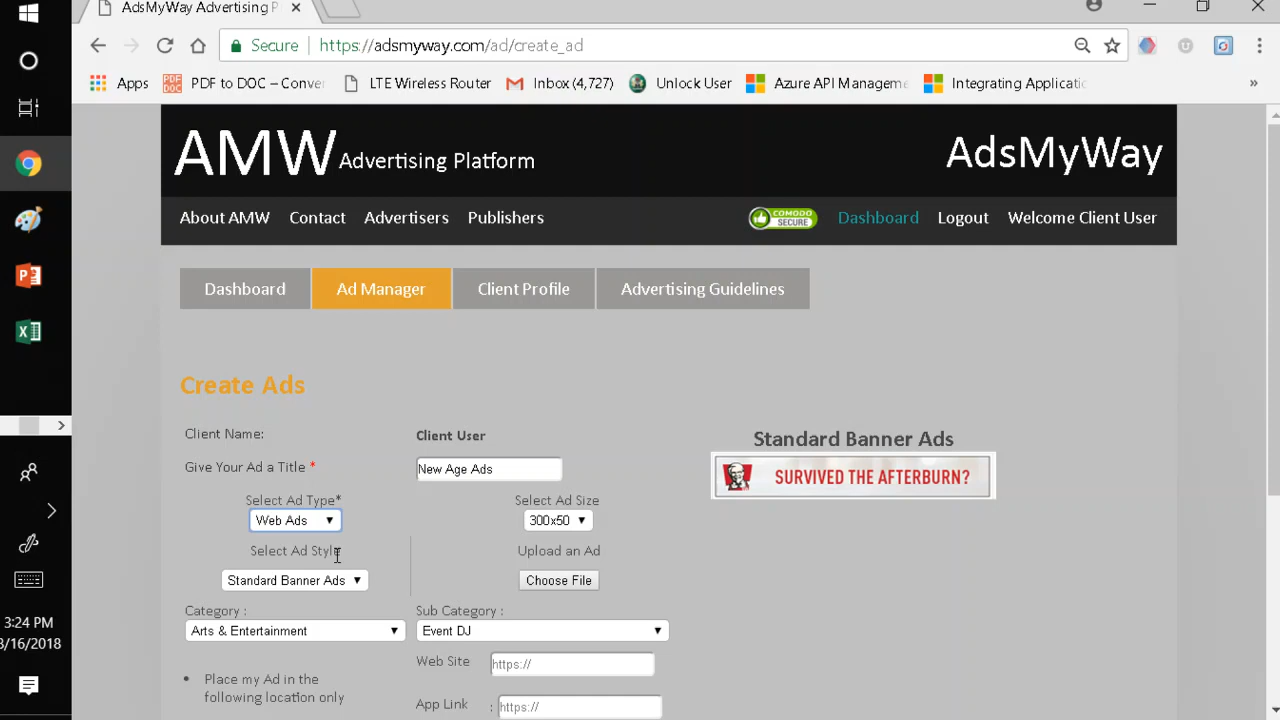 AdsMyWay Advertising P
Secure https://adsmyway.com/ad/create_ad
Apps PDF to DOC – Conver LTE Wireless Router Inbox (4,727) Unlock User Azure API Managem Integrating Applicatic »
AMW Advertising Platform AdsMyWay
About AMW Contact Advertisers Publishers COMODO SECURE Dashboard Logout Welcome Client User
Dashboard Ad Manager Client Profile Advertising Guidelines
Create Ads
Client Name: Client User
Standard Banner Ads
Give Your Ad a Title * New Age Ads
SURVIVED THE AFTERBURN?
Select Ad Type* Select Ad Size
Web Ads 300x50
Select Ad Style Upload an Ad
Standard Banner Ads Choose File
Category : Sub Category :
Arts & Entertainment Event DJ
Web Site https://
• Place my Ad in the
following location only
App Link : https://
3:24 PM
3/16/2018